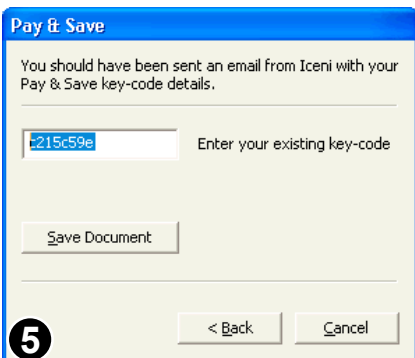 Pay & Save
You should have been sent an email from Iceni with your
Pay & Save key-code details.
c215c59e
Enter your existing key-code
Save Document
< Back
Cancel
5